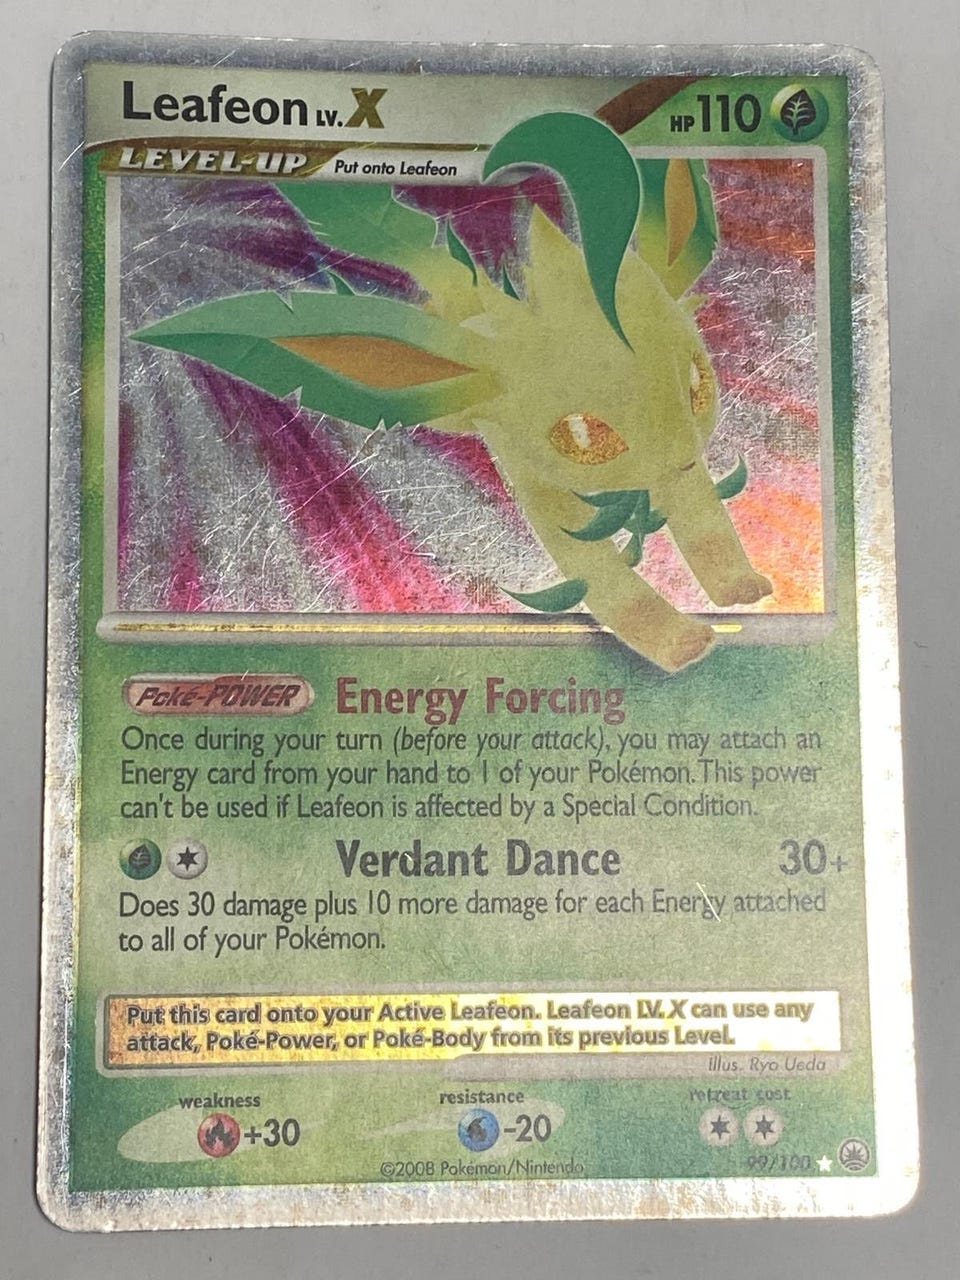 Leafeon LV.X
HP 110
LEVEL-UP Put onto Leafeon
Poké-POWER Energy Forcing
Once during your turn (before your attack), you may attach an
Energy card from your hand to 1 of your Pokémon. This power
can't be used if Leafeon is affected by a Special Condition.
Verdant Dance 30+
Does 30 damage plus 10 more damage for each Energy attached
to all of your Pokémon.
Put this card onto your Active Leafeon. Leafeon LV. X can use any
attack, Poké-Power, or Poké-Body from its previous Level.
Illus. Ryo Ueda
weakness resistance retreat cost
+30 -20
©2008 Pokémon/Nintendo 99/100